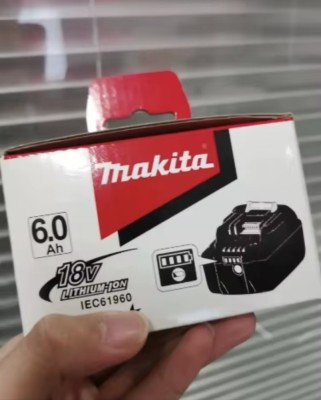 makita
6.0
Ah
18V
LITHIUM-ION
IEC61960